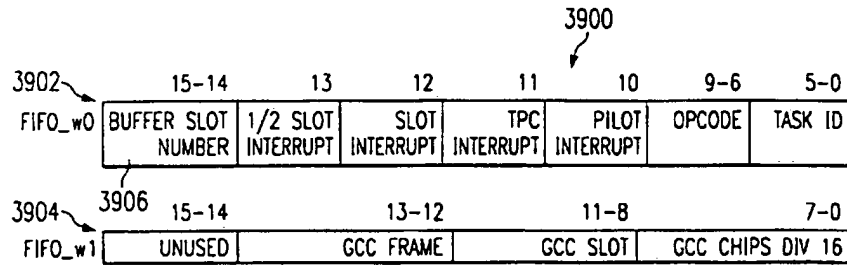 3900
3902 15-14 13 12 11 10 9-6 5-0
FIFO_w0 BUFFER SLOT 1/2 SLOT SLOT TPC PILOT OPCODE TASK ID
NUMBER INTERRUPT INTERRUPT INTERRUPT INTERRUPT
3906
3904 15-14 13-12 11-8 7-0
FIFO_w1 UNUSED GCC FRAME GCC SLOT GCC CHIPS DIV 16